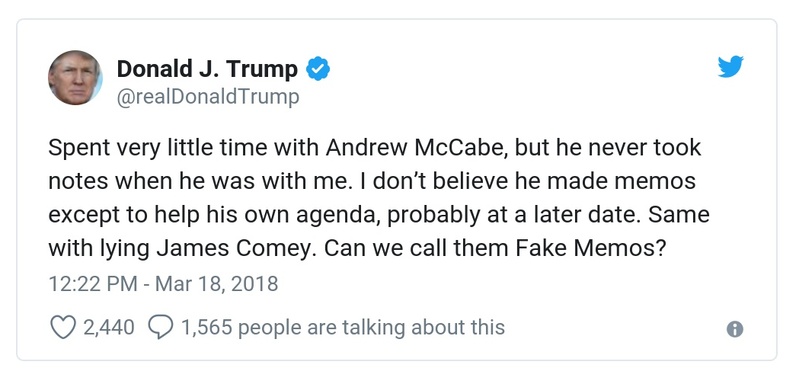 Donald J. Trump
@realDonaldTrump
Spent very little time with Andrew McCabe, but he never took
notes when he was with me. I don’t believe he made memos
except to help his own agenda, probably at a later date. Same
with lying James Comey. Can we call them Fake Memos?
12:22 PM - Mar 18, 2018
2,440 1,565 people are talking about this